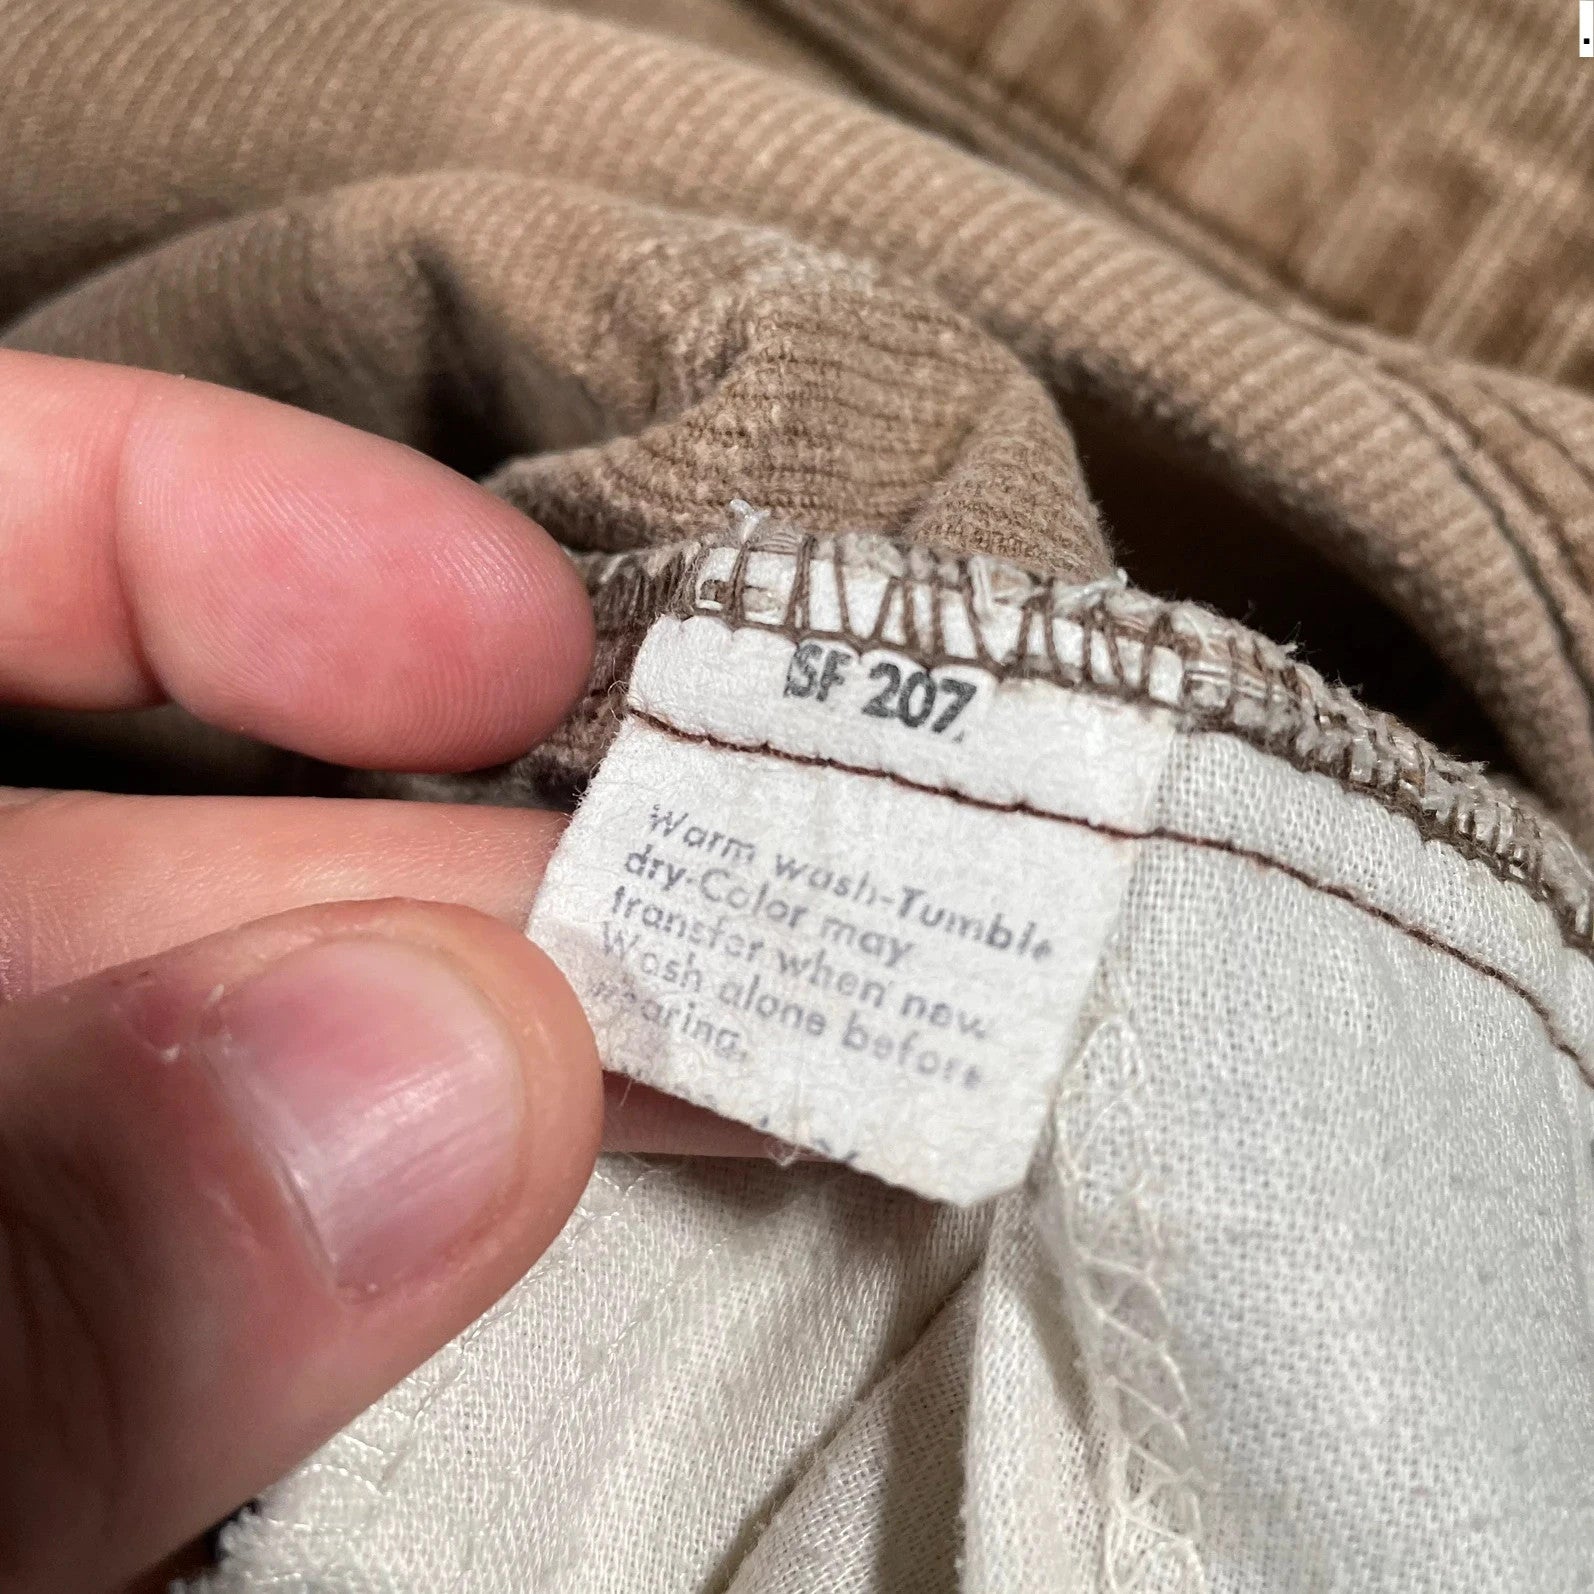 SF 207
Warm wash-Tumble
dry-Color may
transfer when new.
Wash alone before
wearing.